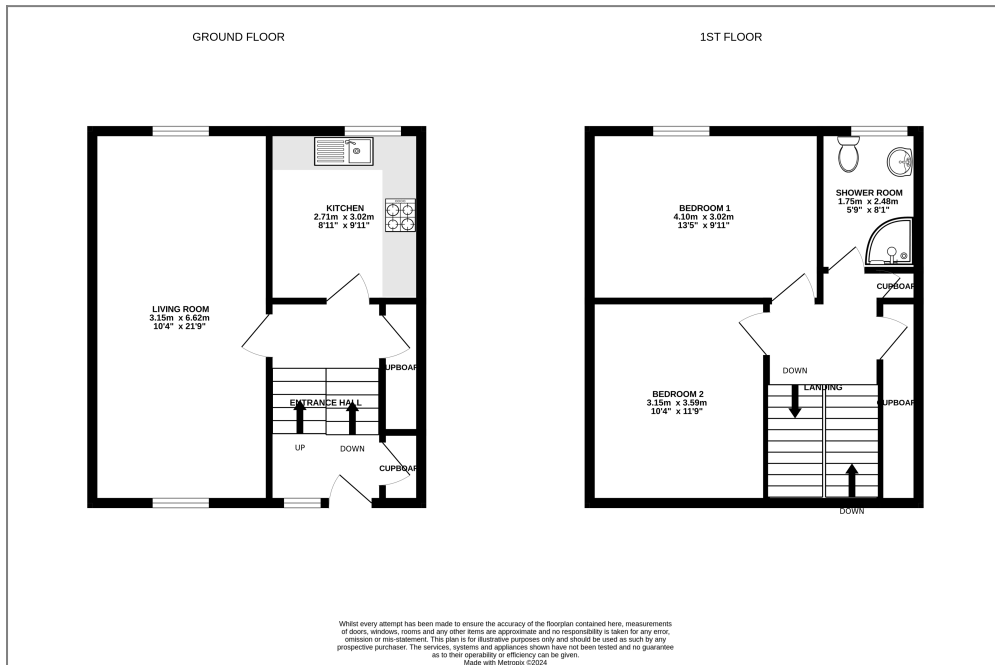 GROUND FLOOR
1ST FLOOR
KITCHEN
2.71m x 3.02m
8'11" x 9'11"
LIVING ROOM
3.15m x 6.62m
10'4" x 21'9"
UPBOAR
ENTRANCE HALL
UP
DOWN
CUPBOAR
BEDROOM 1
4.10m x 3.02m
13'5" x 9'11"
SHOWER ROOM
1.75m x 2.48m
5'9" x 8'1"
CUPBOAR
DOWN
LANDING
BEDROOM 2
3.15m x 3.59m
10'4" x 11'9"
CUPBOAR
DOWN
Whilst every attempt has been made to ensure the accuracy of the floorplan contained here, measurements
of doors, windows, rooms and any other items are approximate and no responsibility is taken for any error,
omission or mis-statement. This plan is for illustrative purposes only and should be used as such by any
prospective purchaser. The services, systems and appliances shown have not been tested and no guarantee
as to their operability or efficiency can be given.
Made with Metropix ©2024